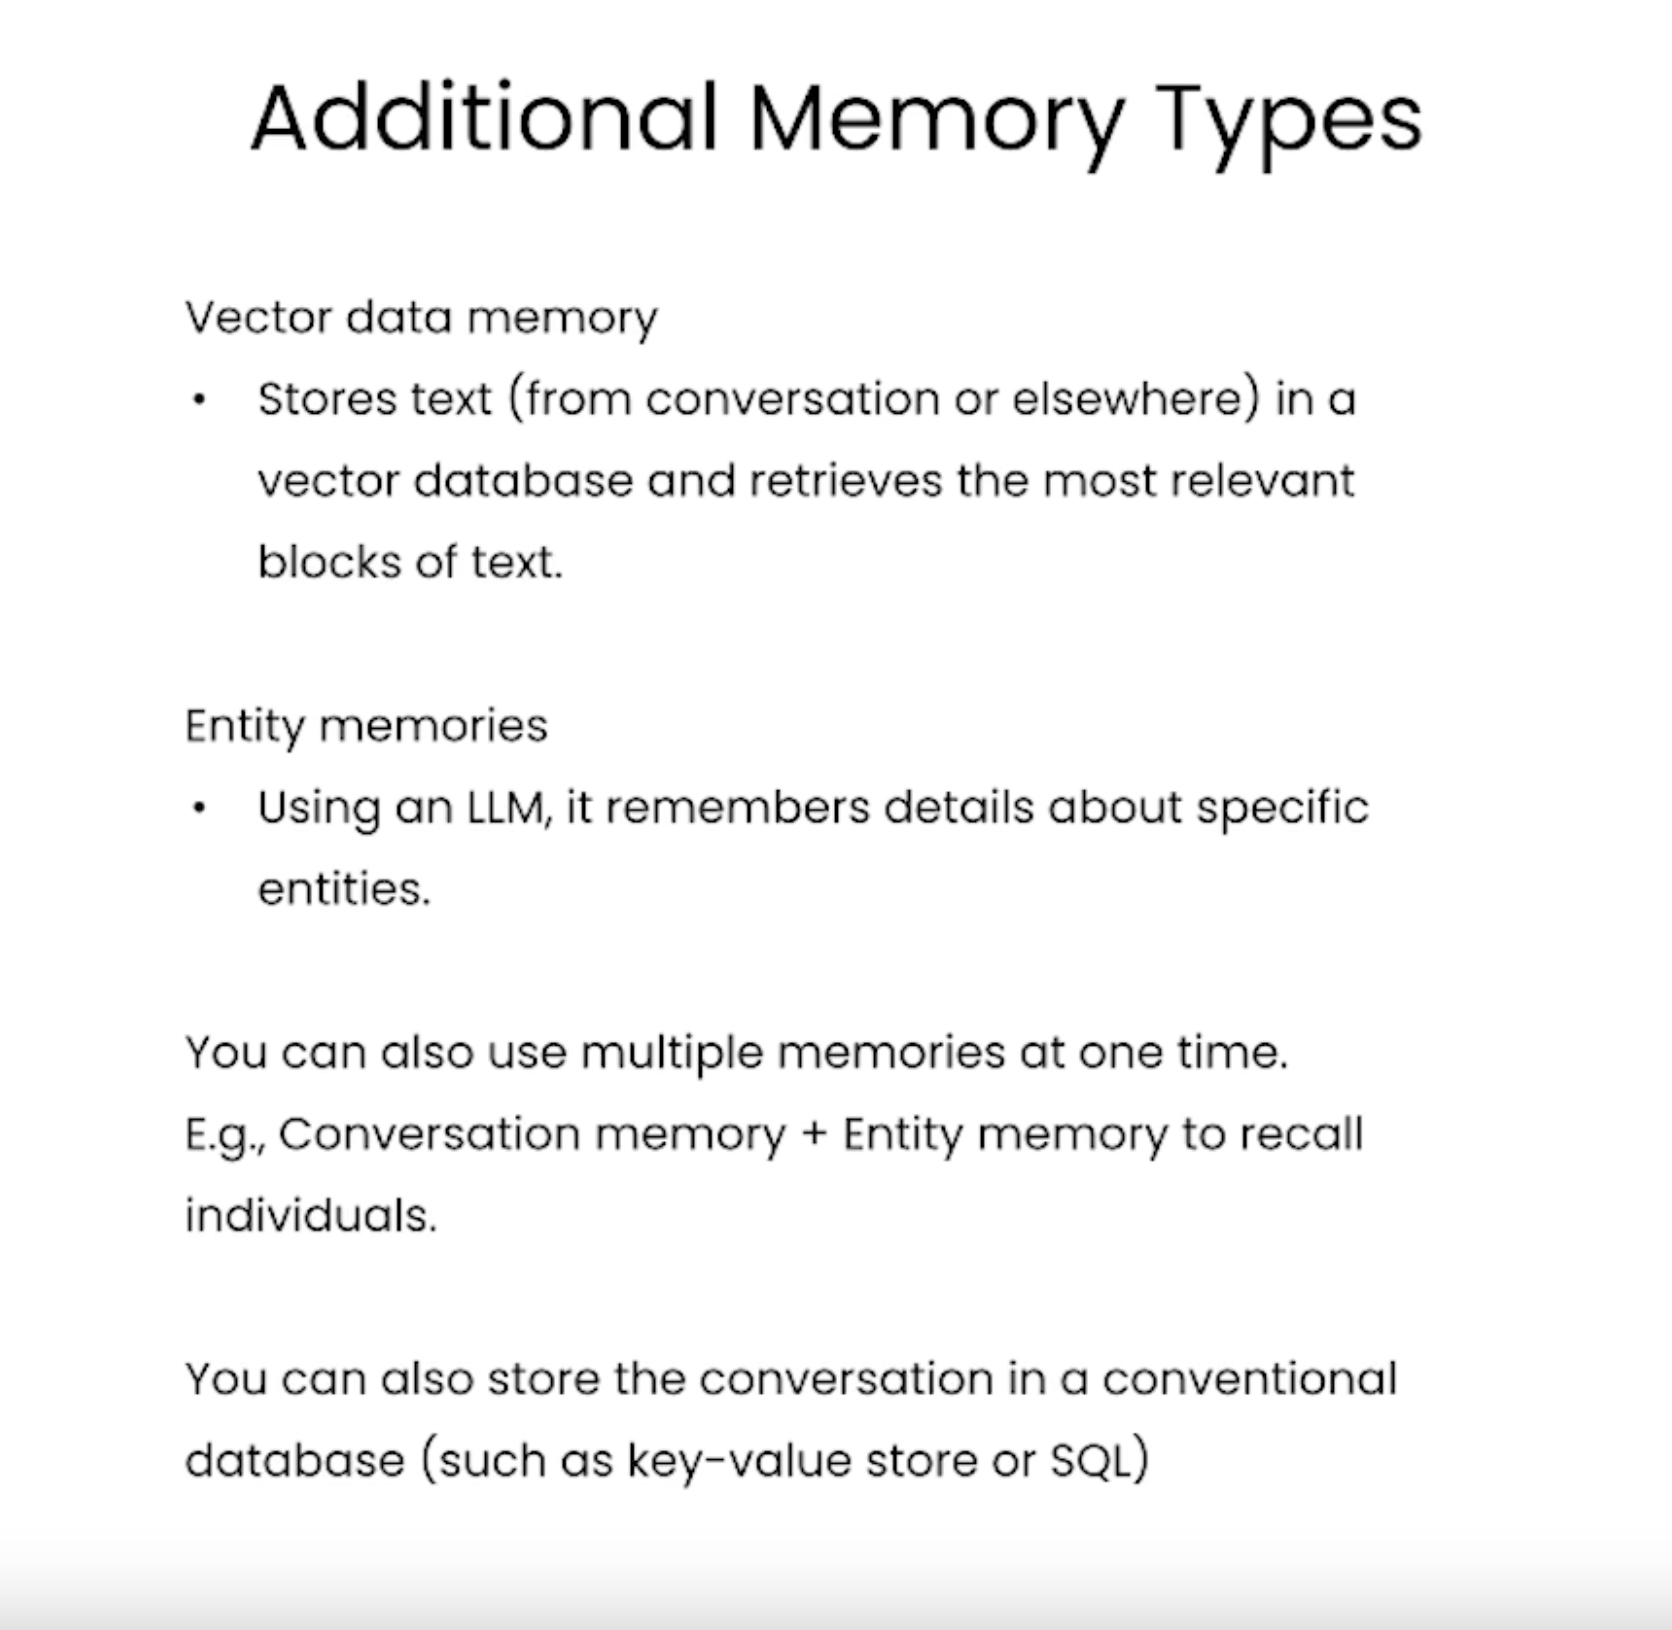 Additional Memory Types
Vector data memory
• Stores text (from conversation or elsewhere) in a
vector database and retrieves the most relevant
blocks of text.
Entity memories
• Using an LLM, it remembers details about specific
entities.
You can also use multiple memories at one time.
E.g., Conversation memory + Entity memory to recall
individuals.
You can also store the conversation in a conventional
database (such as key-value store or SQL)